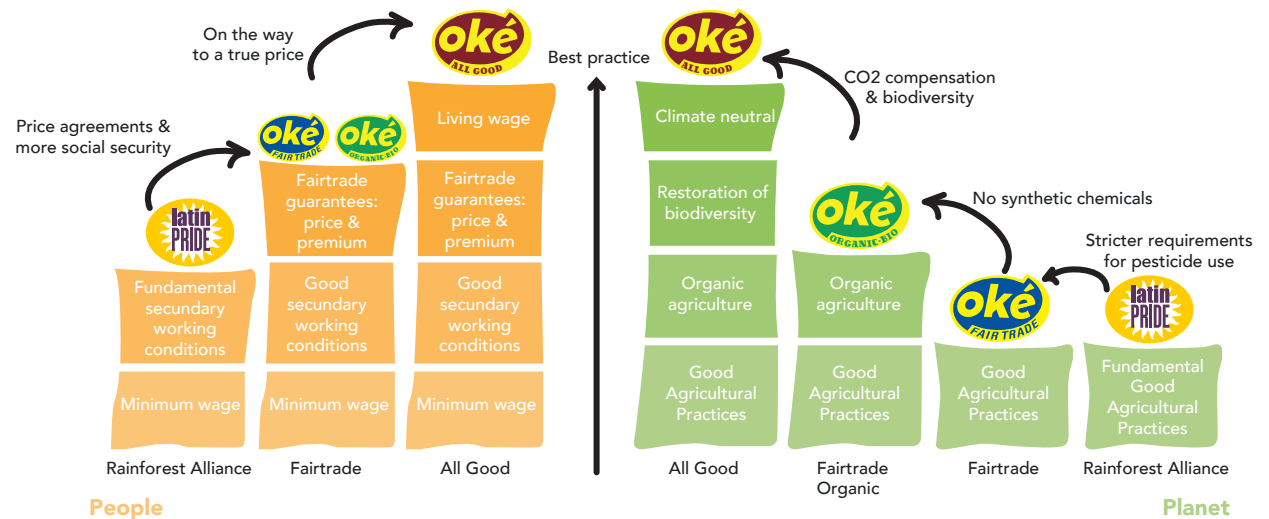 On the way
to a true price
oké
ALL GOOD
Best practice
oké
ALL GOOD
CO2 compensation
& biodiversity
Price agreements &
more social security
oké
FAIR TRADE
oké
ORGANIC-BIO
Living wage
Climate neutral
latin
PRIDE
Fairtrade
guarantees:
price &
premium
Fairtrade
guarantees:
price &
premium
Restoration of
biodiversity
oké
ORGANIC-BIO
No synthetic chemicals
Stricter requirements
for pesticide use
Fundamental
secundary
working
conditions
Good
secundary
working
conditions
Good
secundary
working
conditions
Organic
agriculture
Organic
agriculture
oké
FAIR TRADE
latin
PRIDE
Minimum wage
Minimum wage
Minimum wage
Good
Agricultural
Practices
Good
Agricultural
Practices
Good
Agricultural
Practices
Fundamental
Good
Agricultural
Practices
Rainforest Alliance
Fairtrade
All Good
All Good
Fairtrade
Organic
Fairtrade
Rainforest Alliance
People
Planet